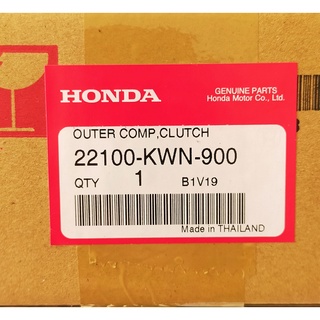 HONDA
GENUINE PARTS
Honda Motor Co., Ltd.
OUTER COMP,CLUTCH
22100-KWN-900
QTY 1 B1V19
Made in THAILAND